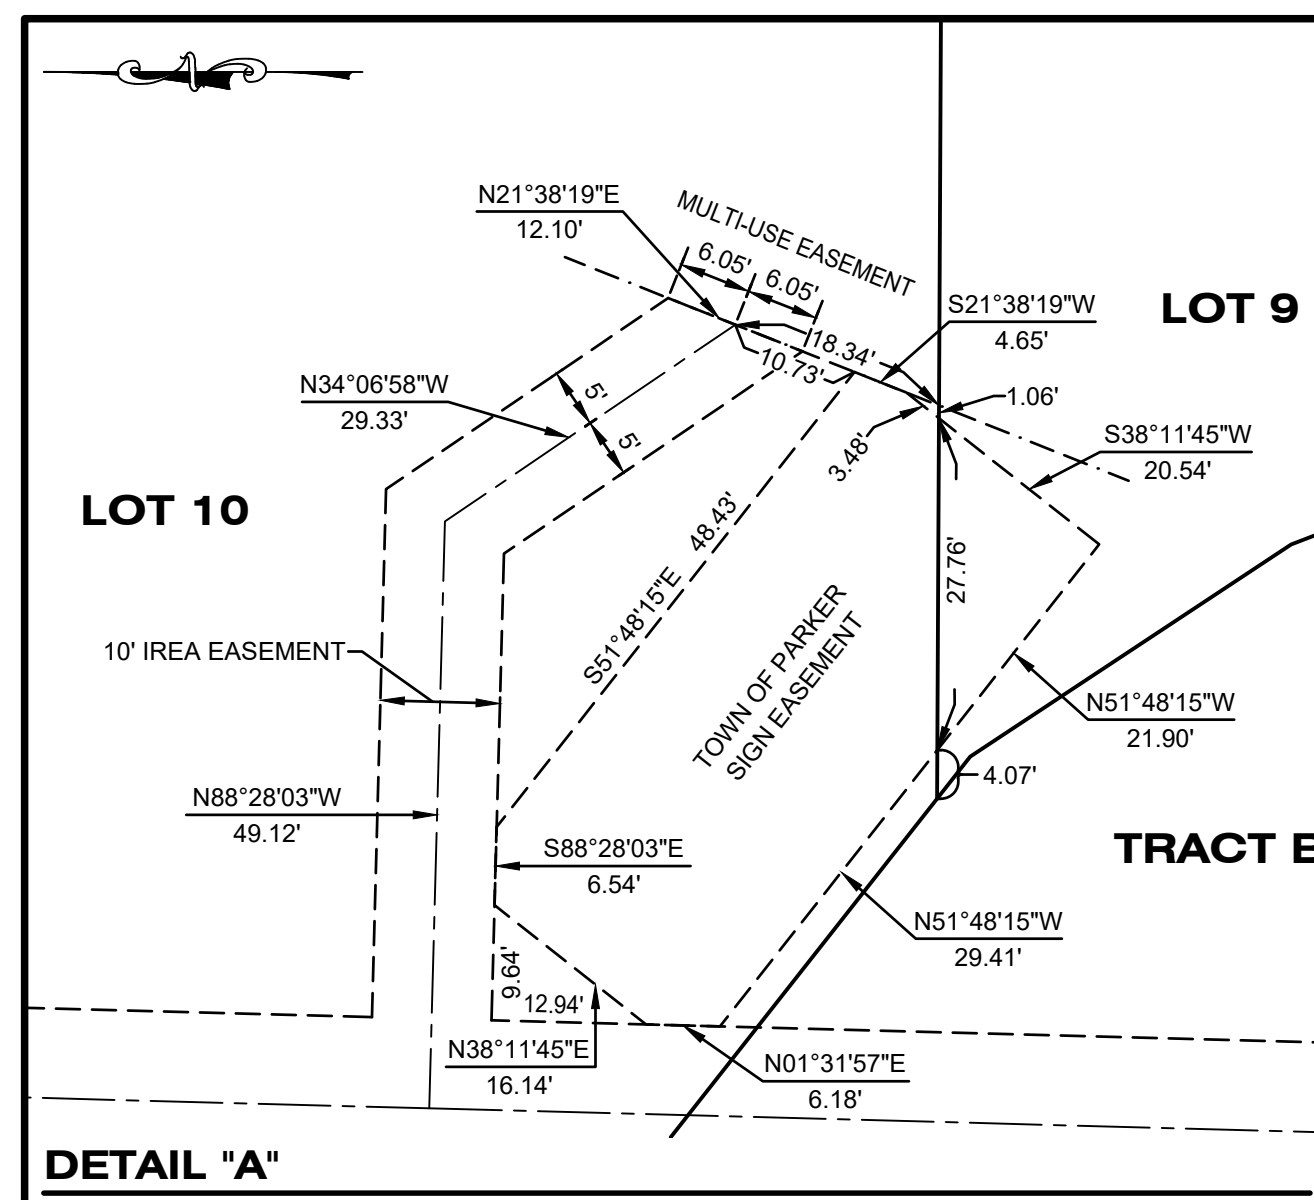 N
N21°38'19"E
12.10'
MULTI-USE EASEMENT
6.05'
6.05'
S21°38'19"W
4.65'
LOT 9
18.34'
10.73'
1.06'
N34°06'58"W
29.33'
5'
5'
3.48'
S38°11'45"W
20.54'
LOT 10
S51°48'15"E 48.43'
27.76'
10' IREA EASEMENT
TOWN OF PARKER
SIGN EASEMENT
N51°48'15"W
21.90'
4.07'
N88°28'03"W
49.12'
S88°28'03"E
6.54'
TRACT B
N51°48'15"W
29.41'
9.64'
12.94'
N38°11'45"E
16.14'
N01°31'57"E
6.18'
DETAIL "A"